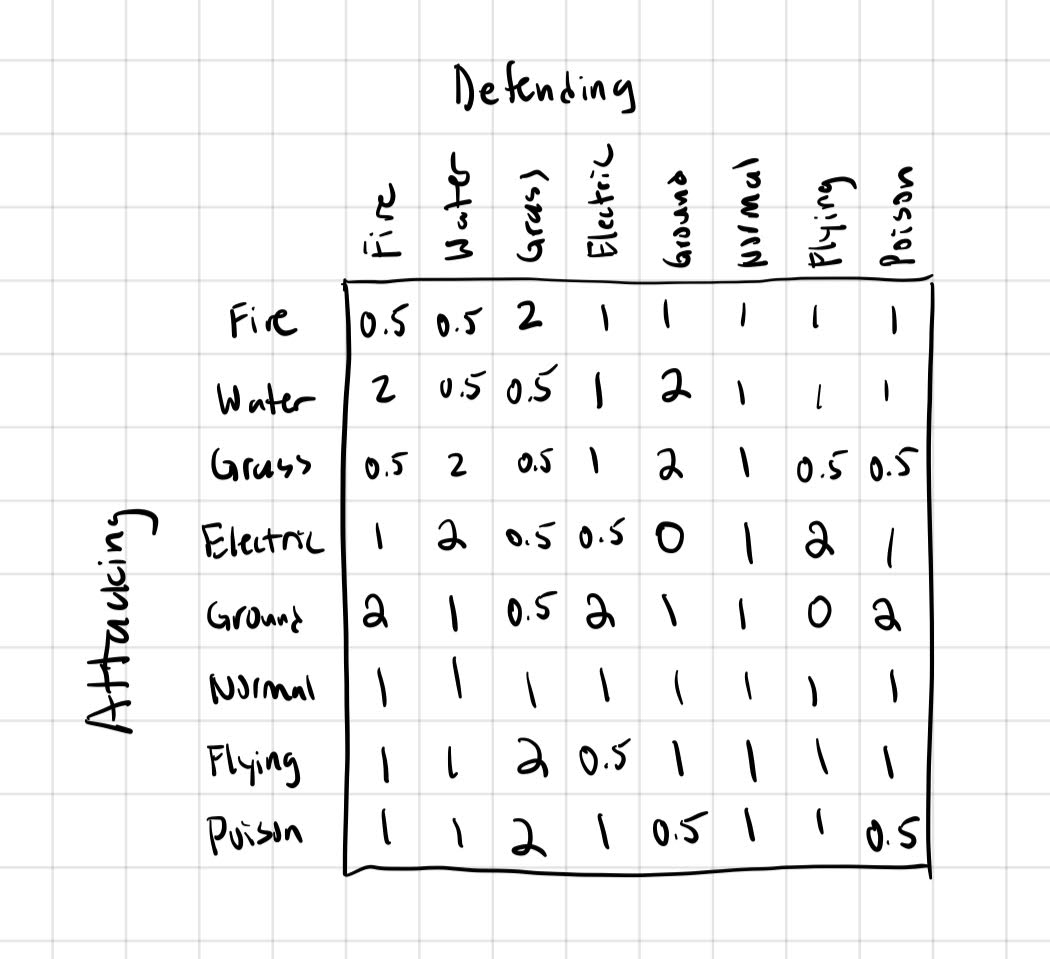 Defending
Fire Water Grass Electric Ground Normal Flying Poison
Fire 0.5 0.5 2 1 1 1 1 1
Water 2 0.5 0.5 1 2 1 1 1
Grass 0.5 2 0.5 1 2 1 0.5 0.5
Electric 1 2 0.5 0.5 0 1 2 1
Attacking
Ground 2 1 0.5 2 1 1 0 2
Normal 1 1 1 1 1 1 1 1
Flying 1 1 2 0.5 1 1 1 1
Poison 1 1 2 1 0.5 1 1 0.5